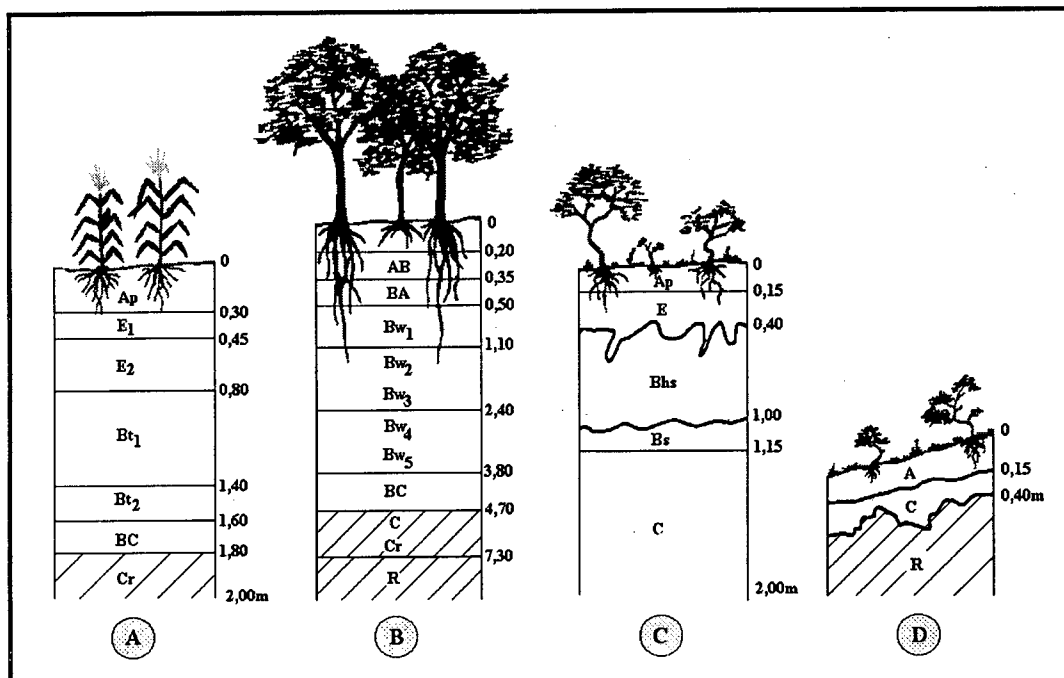 0
Ap
0,30
E1
0,45
E2
0,80
Bt1
1,40
Bt2
1,60
BC
1,80
Cr
2,00m
A
0
0,20
AB
0,35
BA
0,50
Bw1
1,10
Bw2
Bw3
2,40
Bw4
Bw5
3,80
BC
4,70
C
Cr
7,30
R
B
0
Ap
0,15
E
0,40
Bhs
1,00
Bs
1,15
C
2,00m
C
0
A
0,15
C
0,40m
R
D